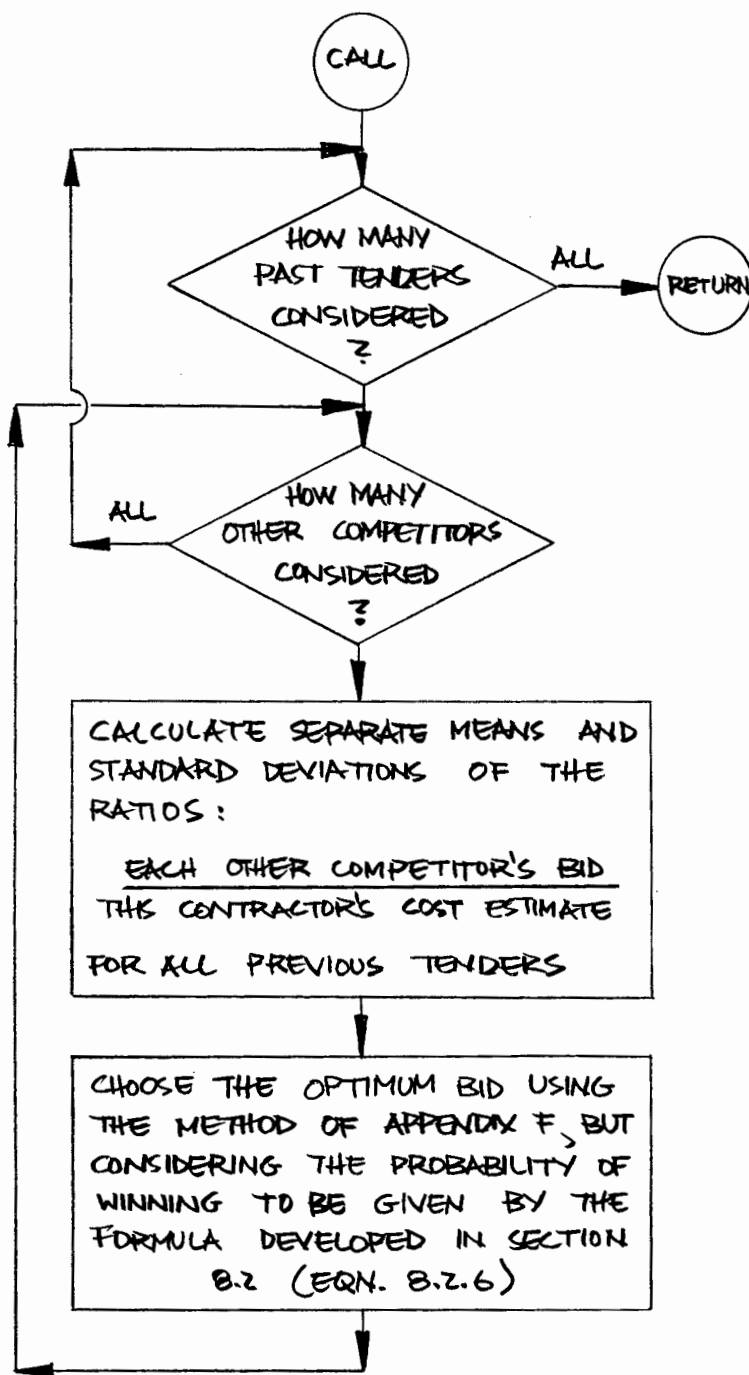 CALL
HOW MANY
PAST TENDERS
CONSIDERED
?
ALL
RETURN
HOW MANY
OTHER COMPETITORS
CONSIDERED
?
ALL
CALCULATE SEPARATE MEANS AND
STANDARD DEVIATIONS OF THE
RATIOS:
EACH OTHER COMPETITOR'S BID
THIS CONTRACTOR'S COST ESTIMATE
FOR ALL PREVIOUS TENDERS
CHOOSE THE OPTIMUM BID USING
THE METHOD OF APPENDIX F, BUT
CONSIDERING THE PROBABILITY OF
WINNING TO BE GIVEN BY THE
FORMULA DEVELOPED IN SECTION
8.2 (EQN. 8.2.6)